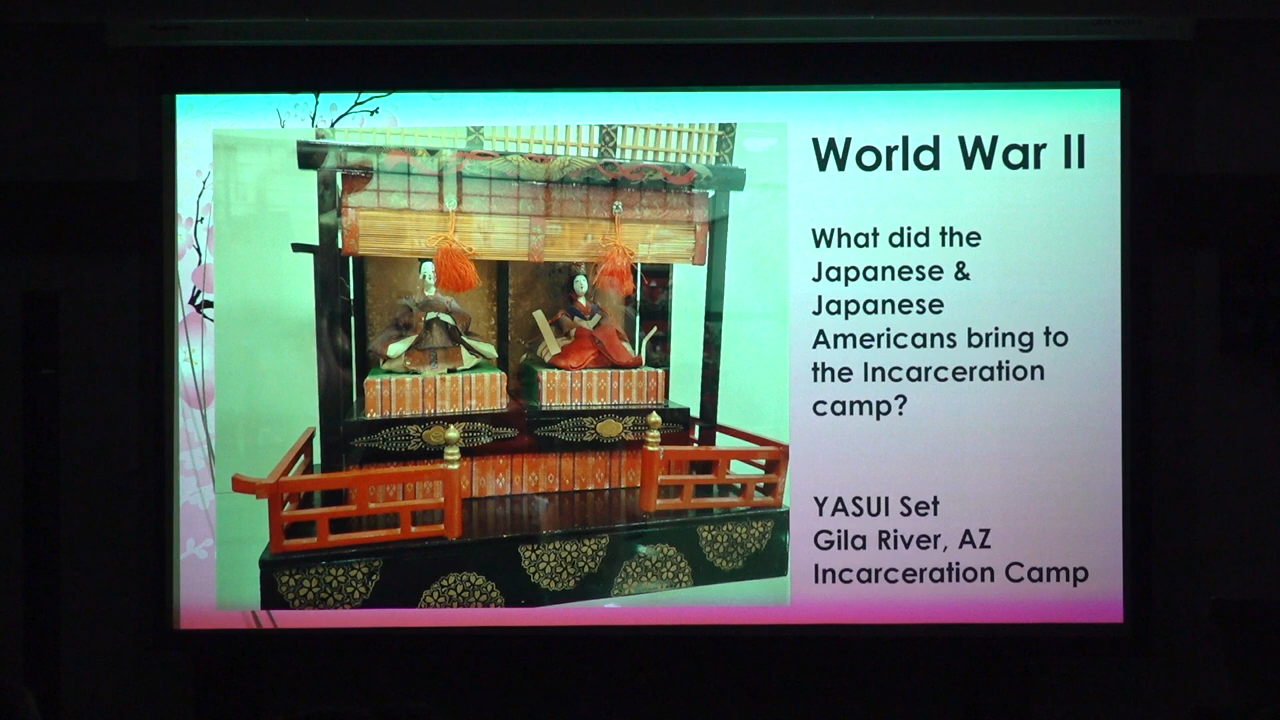 World War II
What did the
Japanese &
Japanese
Americans bring to
the Incarceration
camp?
YASUI Set
Gila River, AZ
Incarceration Camp